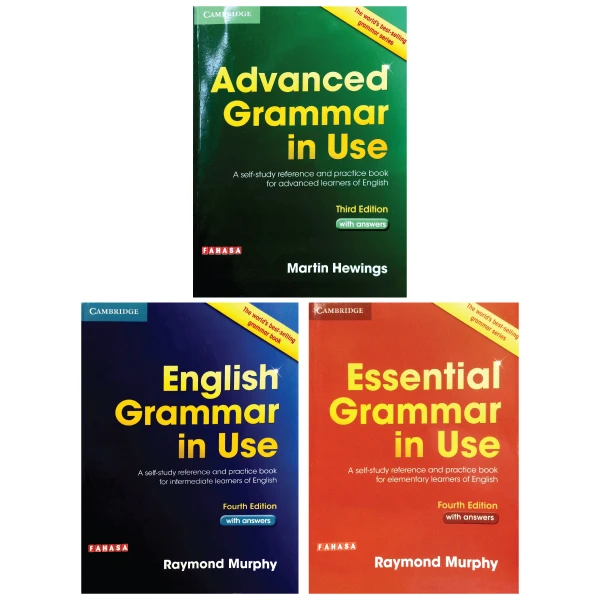 CAMBRIDGE
The world's best-selling
grammar series
Advanced
Grammar
in Use
A self-study reference and practice book
for advanced learners of English
Third Edition
with answers
FAHASA
Martin Hewings
CAMBRIDGE
The world's best-selling
grammar book
English
Grammar
in Use
A self-study reference and practice book
for intermediate learners of English
Fourth Edition
with answers
FAHASA
Raymond Murphy
CAMBRIDGE
The world's best-selling
grammar series
Essential
Grammar
in Use
A self-study reference and practice book
for elementary learners of English
Fourth Edition
with answers
FAHASA
Raymond Murphy